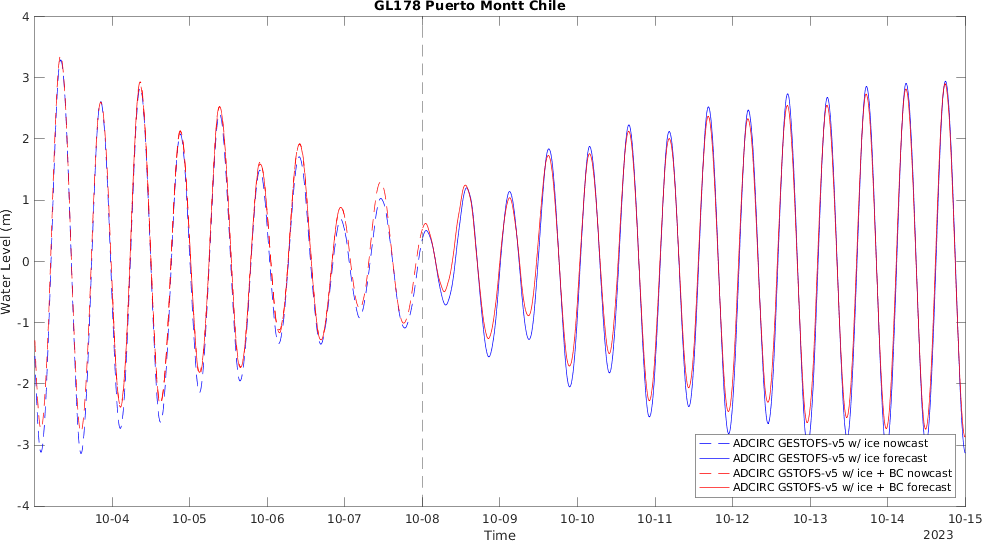 GL178 Puerto Montt Chile
4
3
2
1
0
-1
-2
-3
-4
Water Level (m)
ADCIRC GESTOFS-v5 w/ ice nowcast
ADCIRC GESTOFS-v5 w/ ice forecast
ADCIRC GSTOFS-v5 w/ ice + BC nowcast
ADCIRC GSTOFS-v5 w/ ice + BC forecast
10-04 10-05 10-06 10-07 10-08 10-09 10-10 10-11 10-12 10-13 10-14 10-15
Time
2023